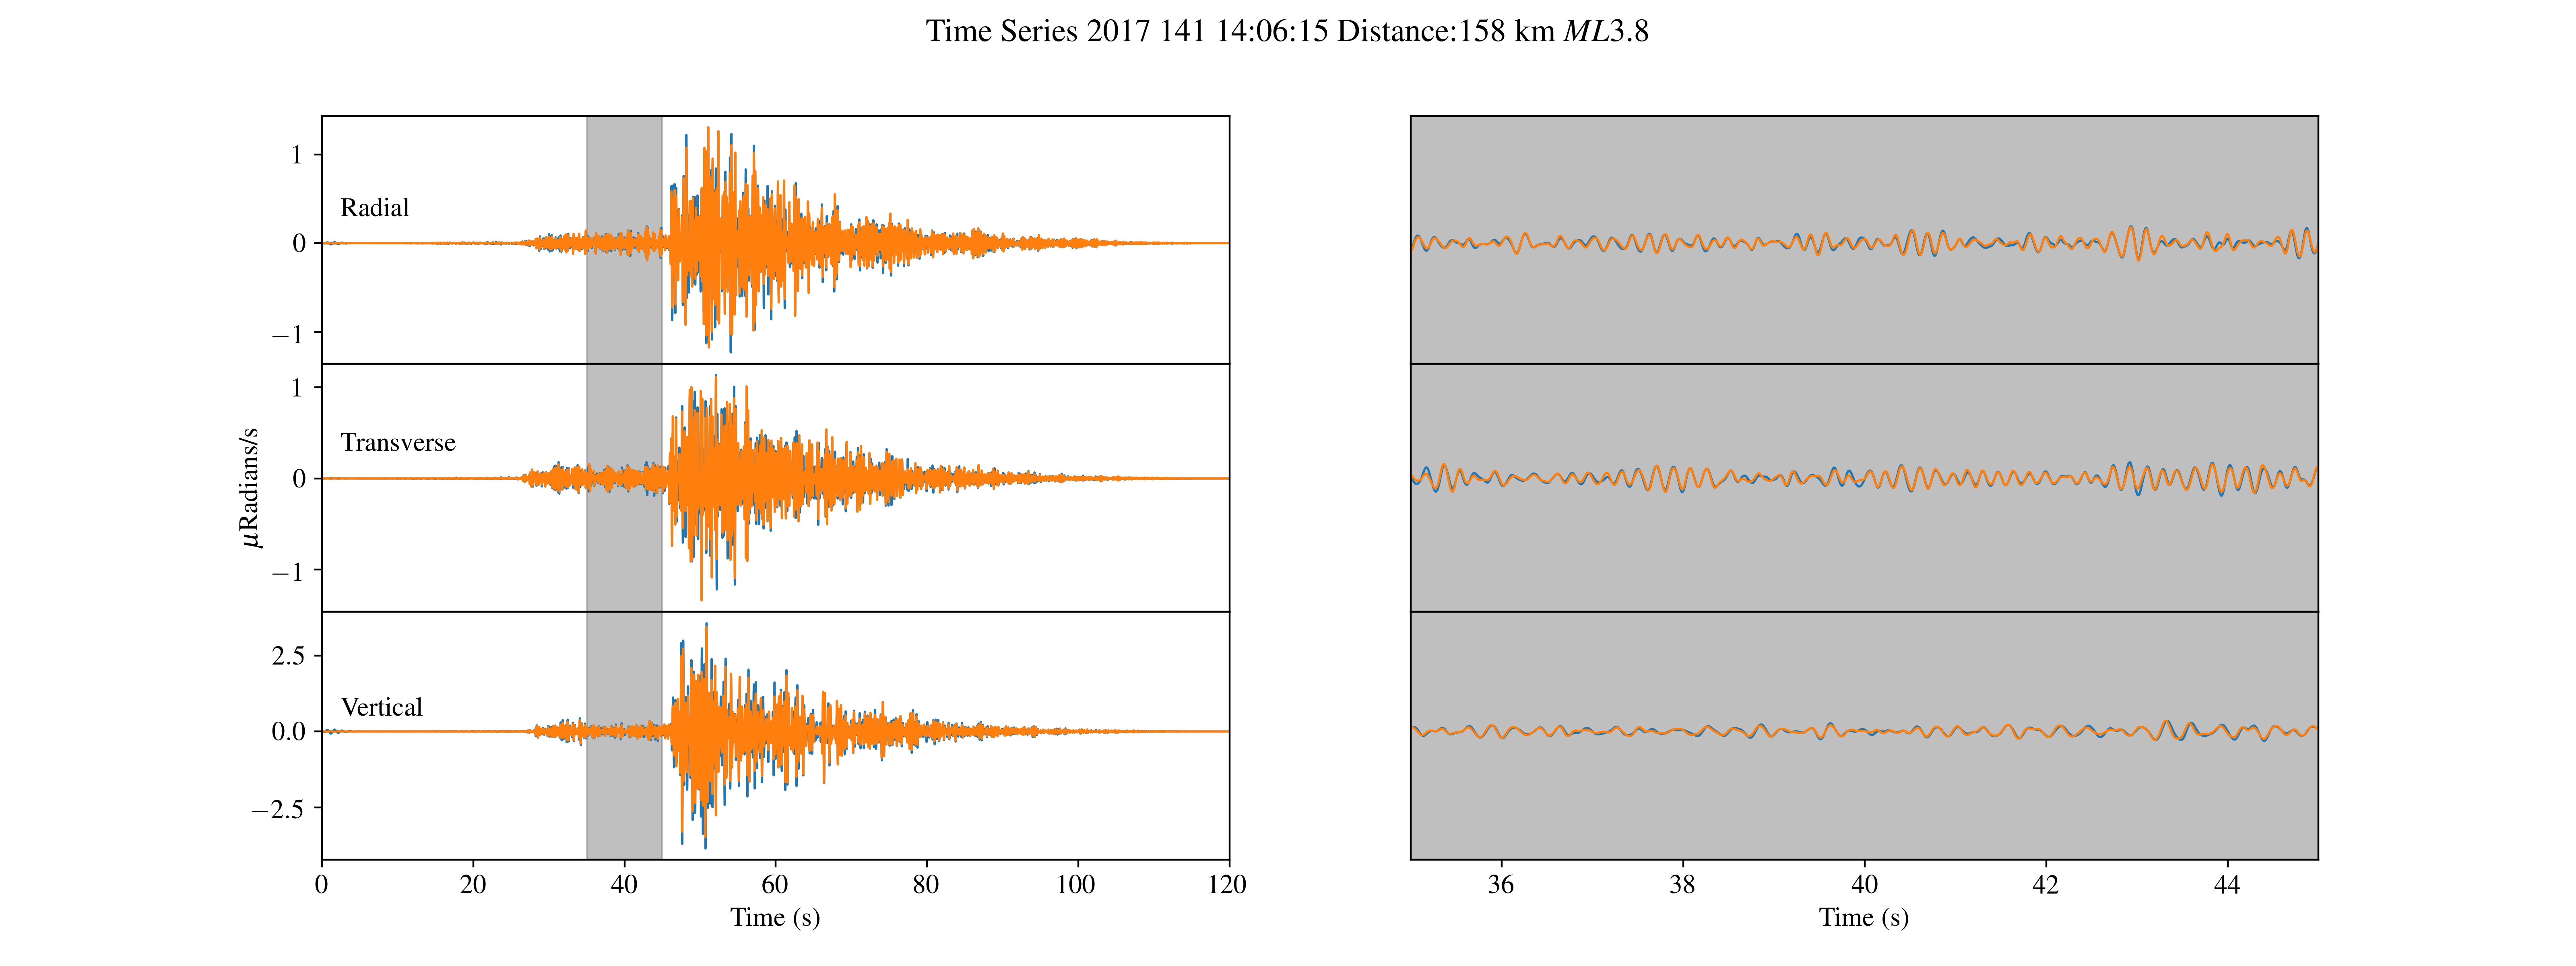 Time Series 2017 141 14:06:15 Distance:158 km ML3.8
μRadians/s
1
0
−1
Radial
1
0
−1
Transverse
2.5
0.0
−2.5
Vertical
0 20 40 60 80 100 120
Time (s)
36 38 40 42 44
Time (s)